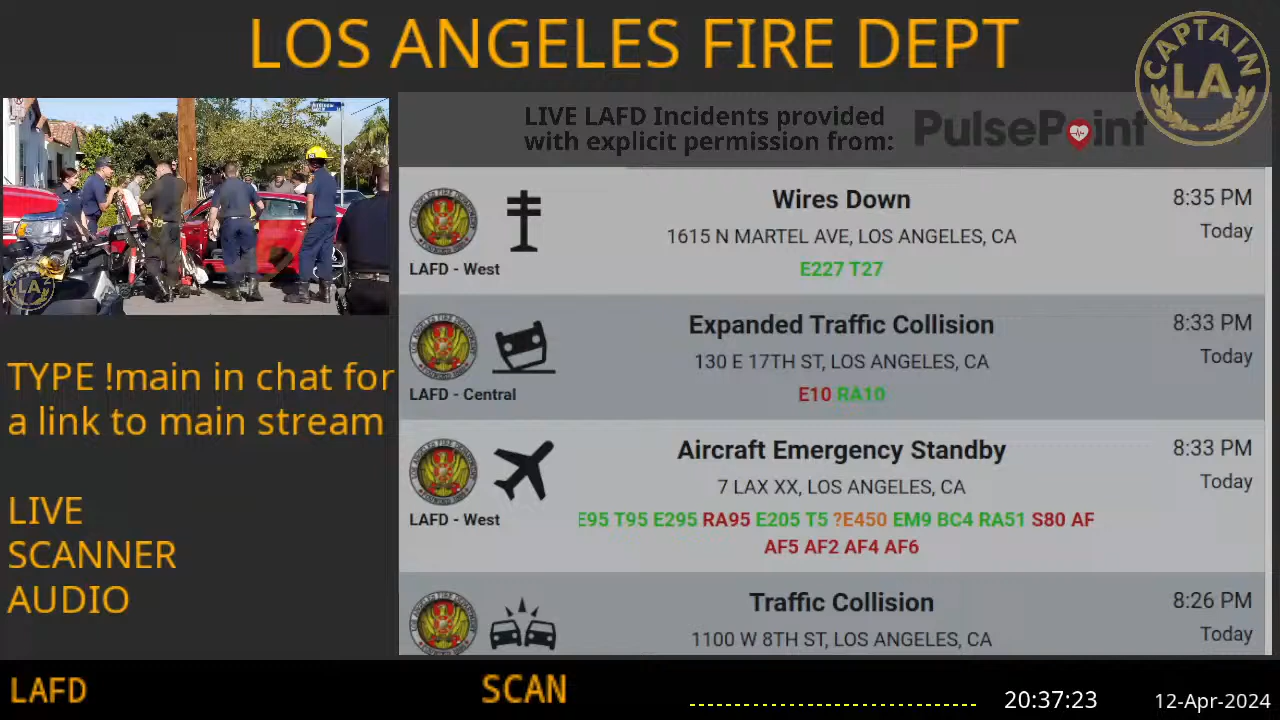 LOS ANGELES FIRE DEPT
CAPTAIN
LA
LIVE LAFD Incidents provided
with explicit permission from:
PulsePoint
Wires Down
8:35 PM
1615 N MARTEL AVE, LOS ANGELES, CA
Today
LAFD - West
E227 T27
Expanded Traffic Collision
8:33 PM
130 E 17TH ST, LOS ANGELES, CA
Today
LAFD - Central
E10 RA10
Aircraft Emergency Standby
8:33 PM
7 LAX XX, LOS ANGELES, CA
Today
LAFD - West
E95 T95 E295 RA95 E205 T5 ?E450 EM9 BC4 RA51 S80 AF
AF5 AF2 AF4 AF6
Traffic Collision
8:26 PM
1100 W 8TH ST, LOS ANGELES, CA
Today
LA
TYPE !main in chat for
a link to main stream
LIVE
SCANNER
AUDIO
LAFD
SCAN
20:37:23
12-Apr-2024